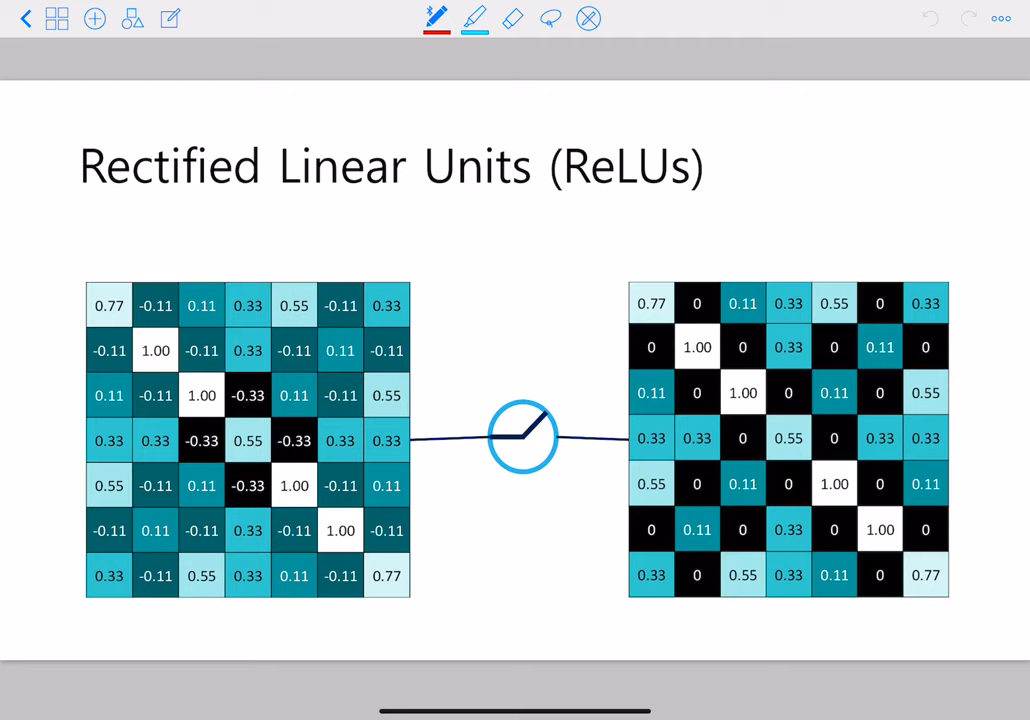 Rectified Linear Units (ReLUs)
0.77 -0.11 0.11 0.33 0.55 -0.11 0.33
-0.11 1.00 -0.11 0.33 -0.11 0.11 -0.11
0.11 -0.11 1.00 -0.33 0.11 -0.11 0.55
0.33 0.33 -0.33 0.55 -0.33 0.33 0.33
0.55 -0.11 0.11 -0.33 1.00 -0.11 0.11
-0.11 0.11 -0.11 0.33 -0.11 1.00 -0.11
0.33 -0.11 0.55 0.33 0.11 -0.11 0.77
0.77 0 0.11 0.33 0.55 0 0.33
0 1.00 0 0.33 0 0.11 0
0.11 0 1.00 0 0.11 0 0.55
0.33 0.33 0 0.55 0 0.33 0.33
0.55 0 0.11 0 1.00 0 0.11
0 0.11 0 0.33 0 1.00 0
0.33 0 0.55 0.33 0.11 0 0.77